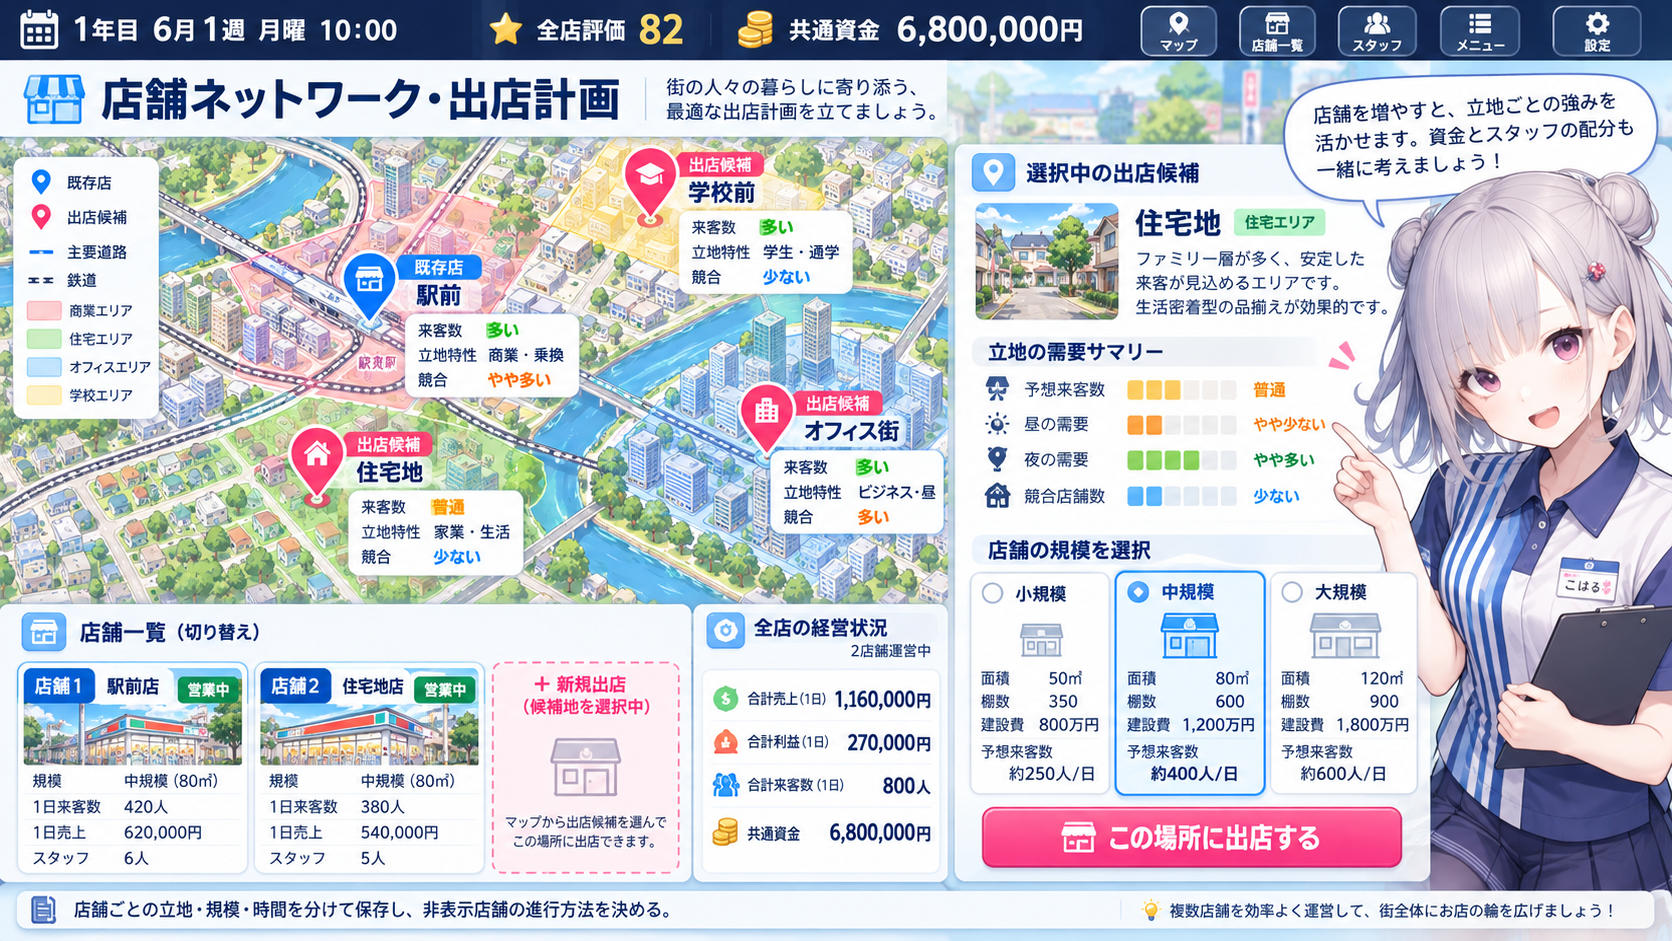 1年目 6月1週 月曜 10:00
全店評価 82
共通資金 6,800,000円
マップ
店舗一覧
スタッフ
メニュー
設定
店舗ネットワーク・出店計画
街の人々の暮らしに寄り添う、
最適な出店計画を立てましょう。
既存店
出店候補
主要道路
鉄道
商業エリア
住宅エリア
オフィスエリア
学校エリア
出店候補
学校前
来客数 多い
立地特性 学生・通学
競合 少ない
既存店
駅前
来客数 多い
立地特性 商業・乗換
競合 やや多い
出店候補
オフィス街
来客数 多い
立地特性 ビジネス・昼
競合 多い
出店候補
住宅地
来客数 普通
立地特性 家業・生活
競合 少ない
店舗を増やすと、立地ごとの強みを
活かせます。資金とスタッフの配分も
一緒に考えましょう！
選択中の出店候補
住宅地 住宅エリア
ファミリー層が多く、安定した
来客が見込めるエリアです。
生活密着型の品揃えが効果的です。
立地の需要サマリー
予想来客数 普通
昼の需要 やや少ない
夜の需要 やや多い
競合店舗数 少ない
店舗の規模を選択
小規模
面積 50㎡
棚数 350
建設費 800万円
予想来客数
約250人/日
中規模
面積 80㎡
棚数 600
建設費 1,200万円
予想来客数
約400人/日
大規模
面積 120㎡
棚数 900
建設費 1,800万円
予想来客数
約600人/日
この場所に出店する
こはる
店舗一覧（切り替え）
店舗1 駅前店 営業中
規模 中規模（80㎡）
1日来客数 420人
1日売上 620,000円
スタッフ 6人
店舗2 住宅地店 営業中
規模 中規模（80㎡）
1日来客数 380人
1日売上 540,000円
スタッフ 5人
＋ 新規出店
（候補地を選択中）
マップから出店候補を選んで
この場所に出店できます。
全店の経営状況
2店舗運営中
合計売上（1日） 1,160,000円
合計利益（1日） 270,000円
合計来客数（1日） 800人
共通資金 6,800,000円
店舗ごとの立地・規模・時間を分けて保存し、非表示店舗の進行方法を決める。
複数店舗を効率よく運営して、街全体にお店の輪を広げましょう！